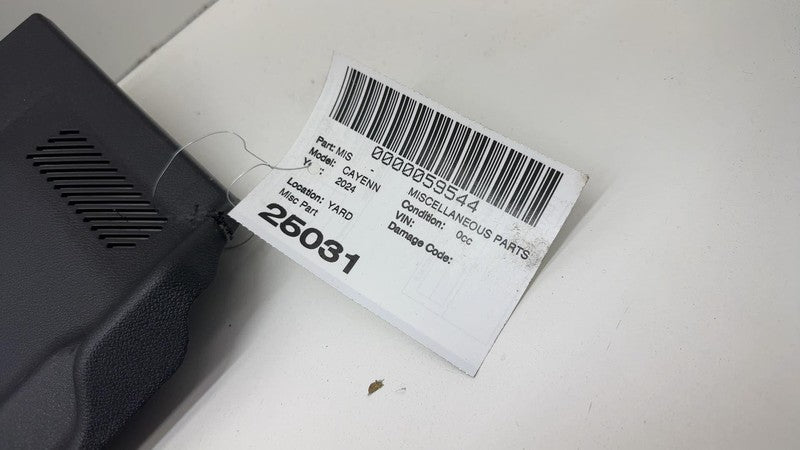 0000059544
Part: MIS - MISCELLANEOUS PARTS
Model: CAYENN Condition: 0cc
: 2024 VIN:
Damage Code:
Location: YARD
Misc Part
25031